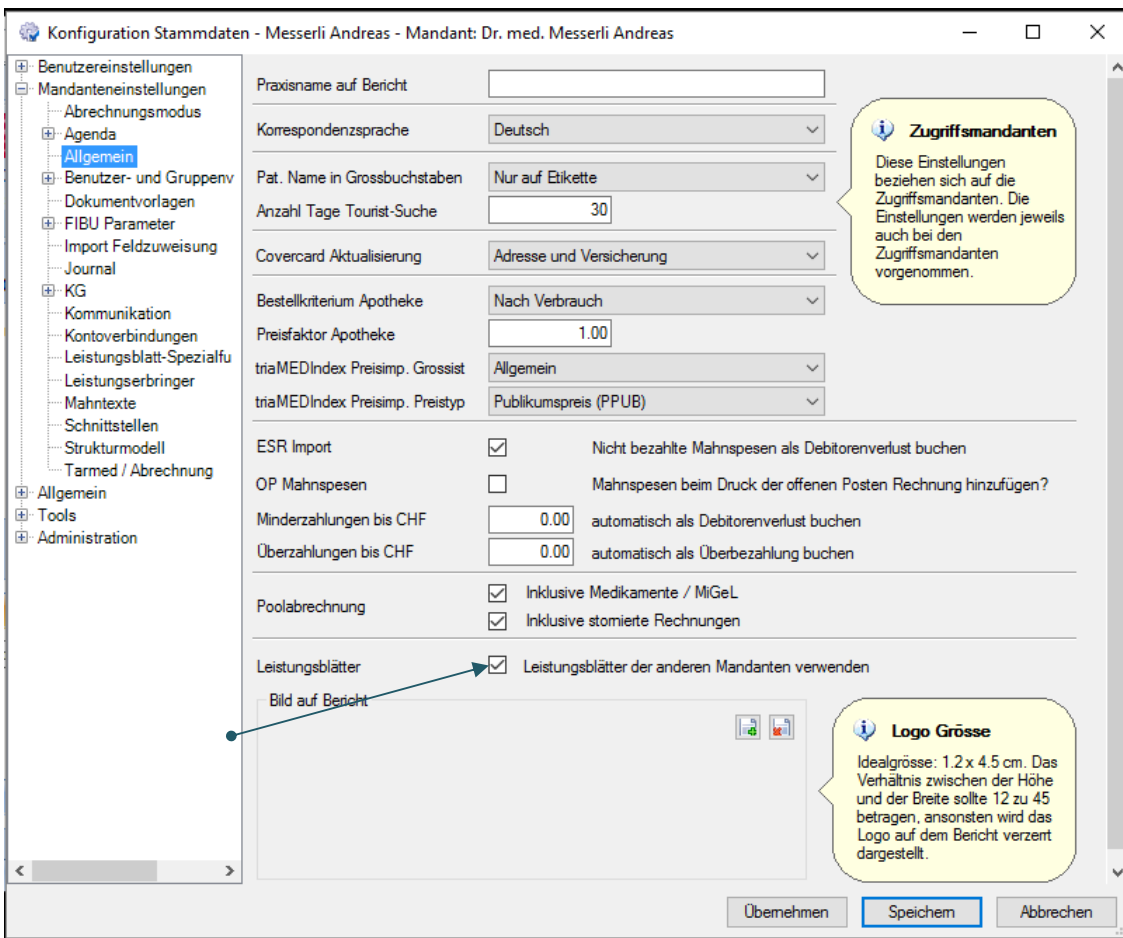 Konfiguration Stammdaten - Messerli Andreas - Mandant: Dr. med. Messerli Andreas
Benutzereinstellungen
Mandanteneinstellungen
Abrechnungsmodus
Agenda
Allgemein
Benutzer- und Gruppenv
Dokumentvorlagen
FIBU Parameter
Import Feldzuweisung
Journal
KG
Kommunikation
Kontoverbindungen
Leistungsblatt-Spezialfu
Leistungserbringer
Mahntexte
Schnittstellen
Strukturmodell
Tarmed / Abrechnung
Allgemein
Tools
Administration
Praxisname auf Bericht
Korrespondenzsprache Deutsch
Pat. Name in Grossbuchstaben Nur auf Etikette
Anzahl Tage Tourist-Suche 30
Covercard Aktualisierung Adresse und Versicherung
Bestellkriterium Apotheke Nach Verbrauch
Preisfaktor Apotheke 1.00
triaMEDIndex Preisimp. Grossist Allgemein
triaMEDIndex Preisimp. Preistyp Publikumspreis (PPUB)
ESR Import Nicht bezahlte Mahnspesen als Debitorenverlust buchen
OP Mahnspesen Mahnspesen beim Druck der offenen Posten Rechnung hinzufügen?
Minderzahlungen bis CHF 0.00 automatisch als Debitorenverlust buchen
Überzahlungen bis CHF 0.00 automatisch als Überbezahlung buchen
Poolabrechnung
Inklusive Medikamente / MiGeL
Inklusive stornierte Rechnungen
Leistungsblätter Leistungsblätter der anderen Mandanten verwenden
Bild auf Bericht
Zugriffsmandanten
Diese Einstellungen
beziehen sich auf die
Zugriffsmandanten. Die
Einstellungen werden jeweils
auch bei den
Zugriffsmandanten
vorgenommen.
Logo Grösse
Idealgrösse: 1.2 x 4.5 cm. Das
Verhältnis zwischen der Höhe
und der Breite sollte 12 zu 45
betragen, ansonsten wird das
Logo auf dem Bericht verzerrt
dargestellt.
Übernehmen
Speichern
Abbrechen